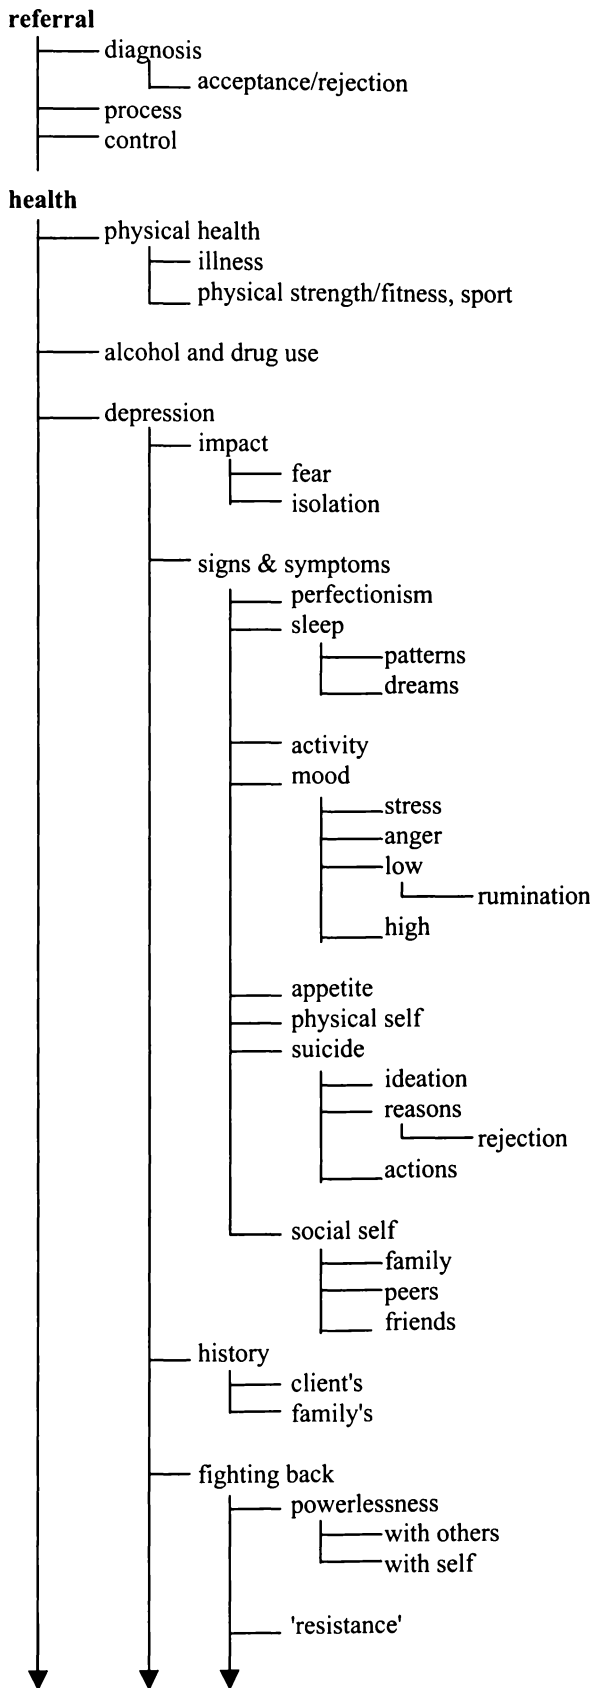 referral
diagnosis
acceptance/rejection
process
control
health
physical health
illness
physical strength/fitness, sport
alcohol and drug use
depression
impact
fear
isolation
signs & symptoms
perfectionism
sleep
patterns
dreams
activity
mood
stress
anger
low
rumination
high
appetite
physical self
suicide
ideation
reasons
rejection
actions
social self
family
peers
friends
history
client's
family's
fighting back
powerlessness
with others
with self
'resistance'